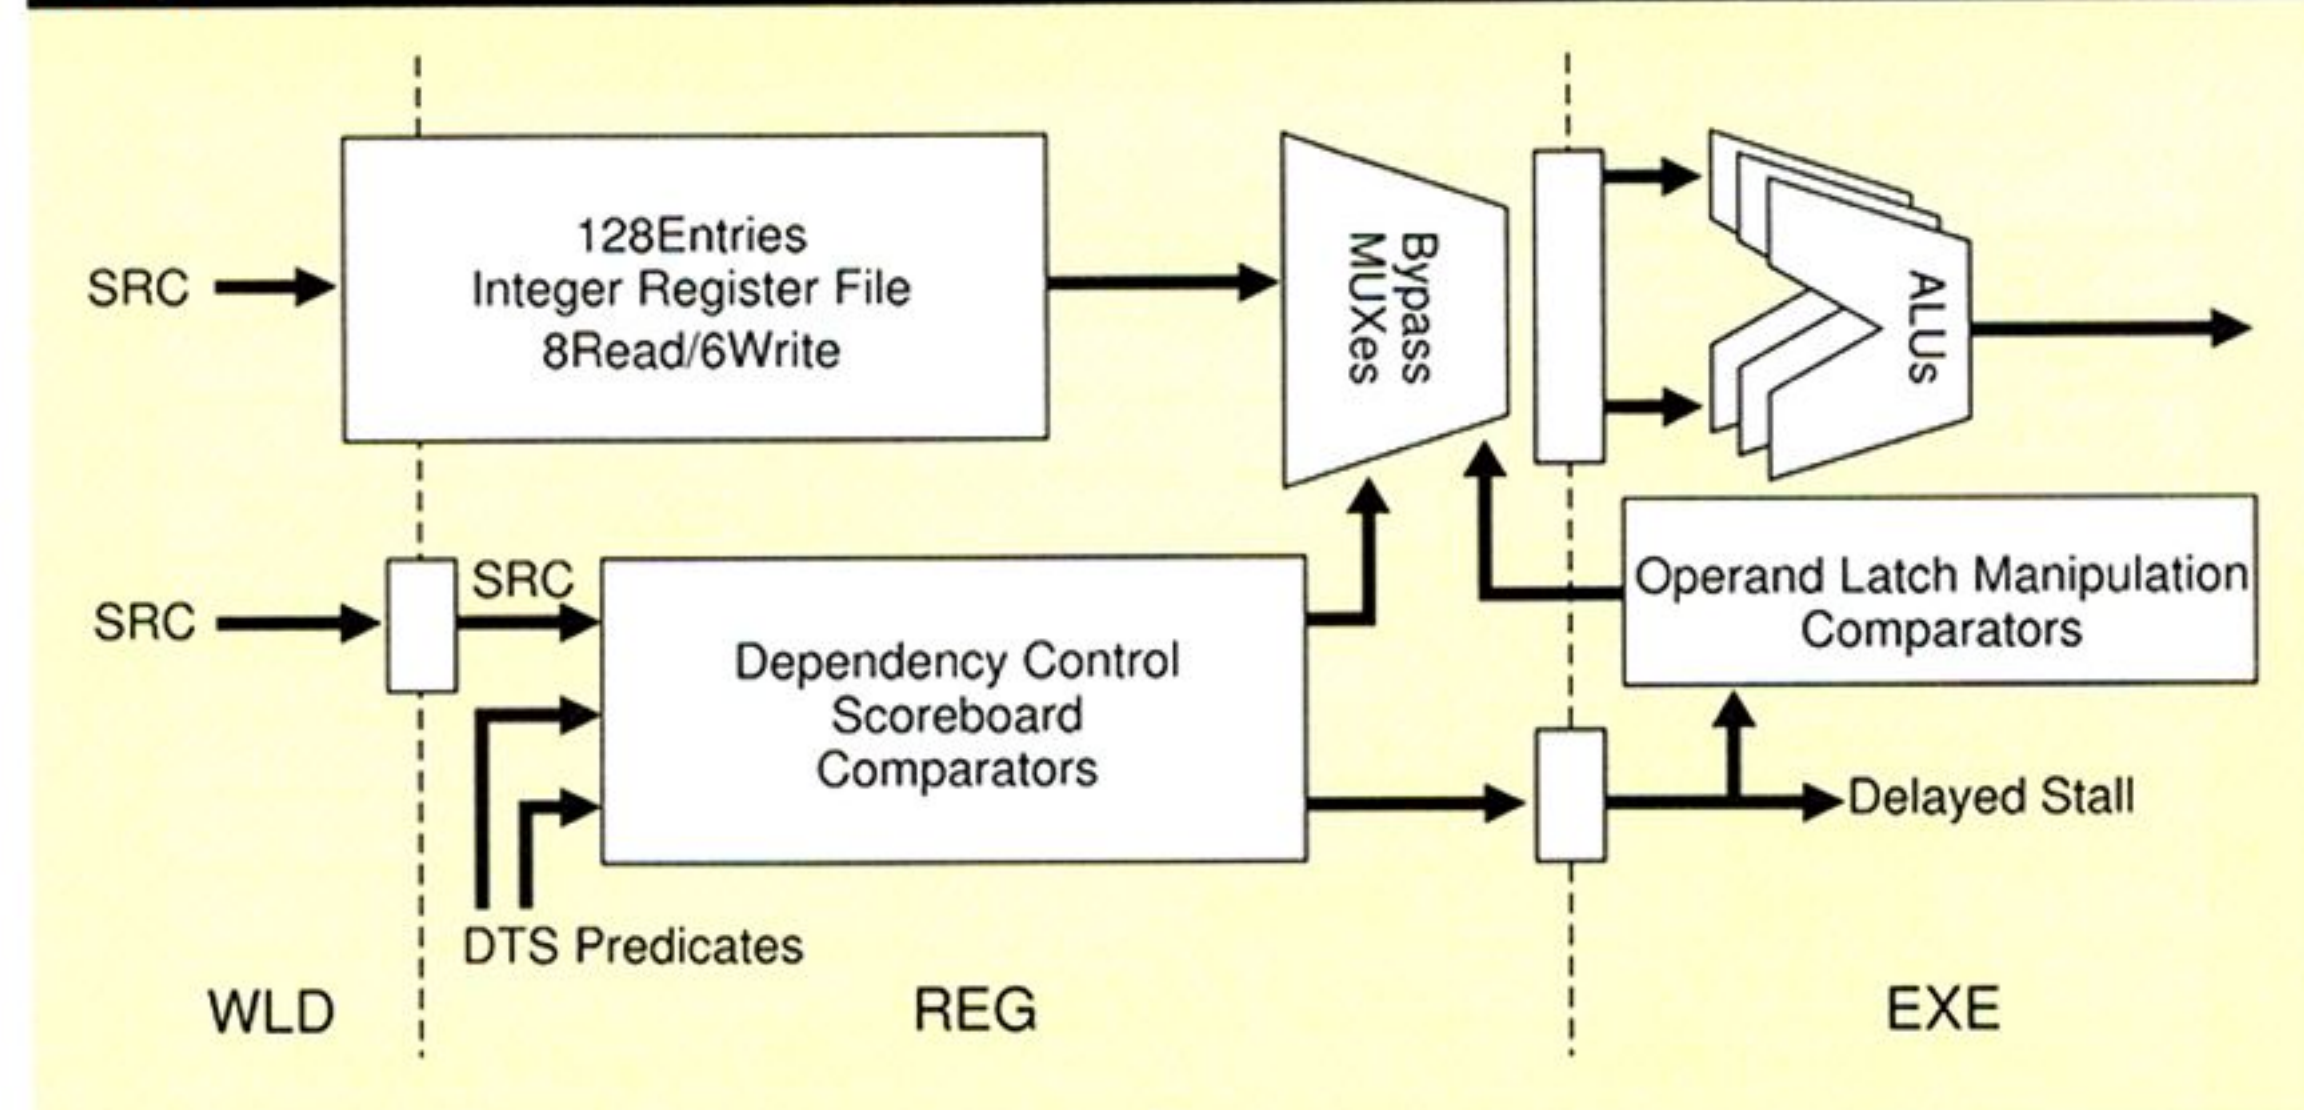 128Entries
Integer Register File
8Read/6Write
SRC
Bypass
MUXes
ALUs
SRC
SRC
Dependency Control
Scoreboard
Comparators
Operand Latch Manipulation
Comparators
Delayed Stall
DTS Predicates
WLD
REG
EXE